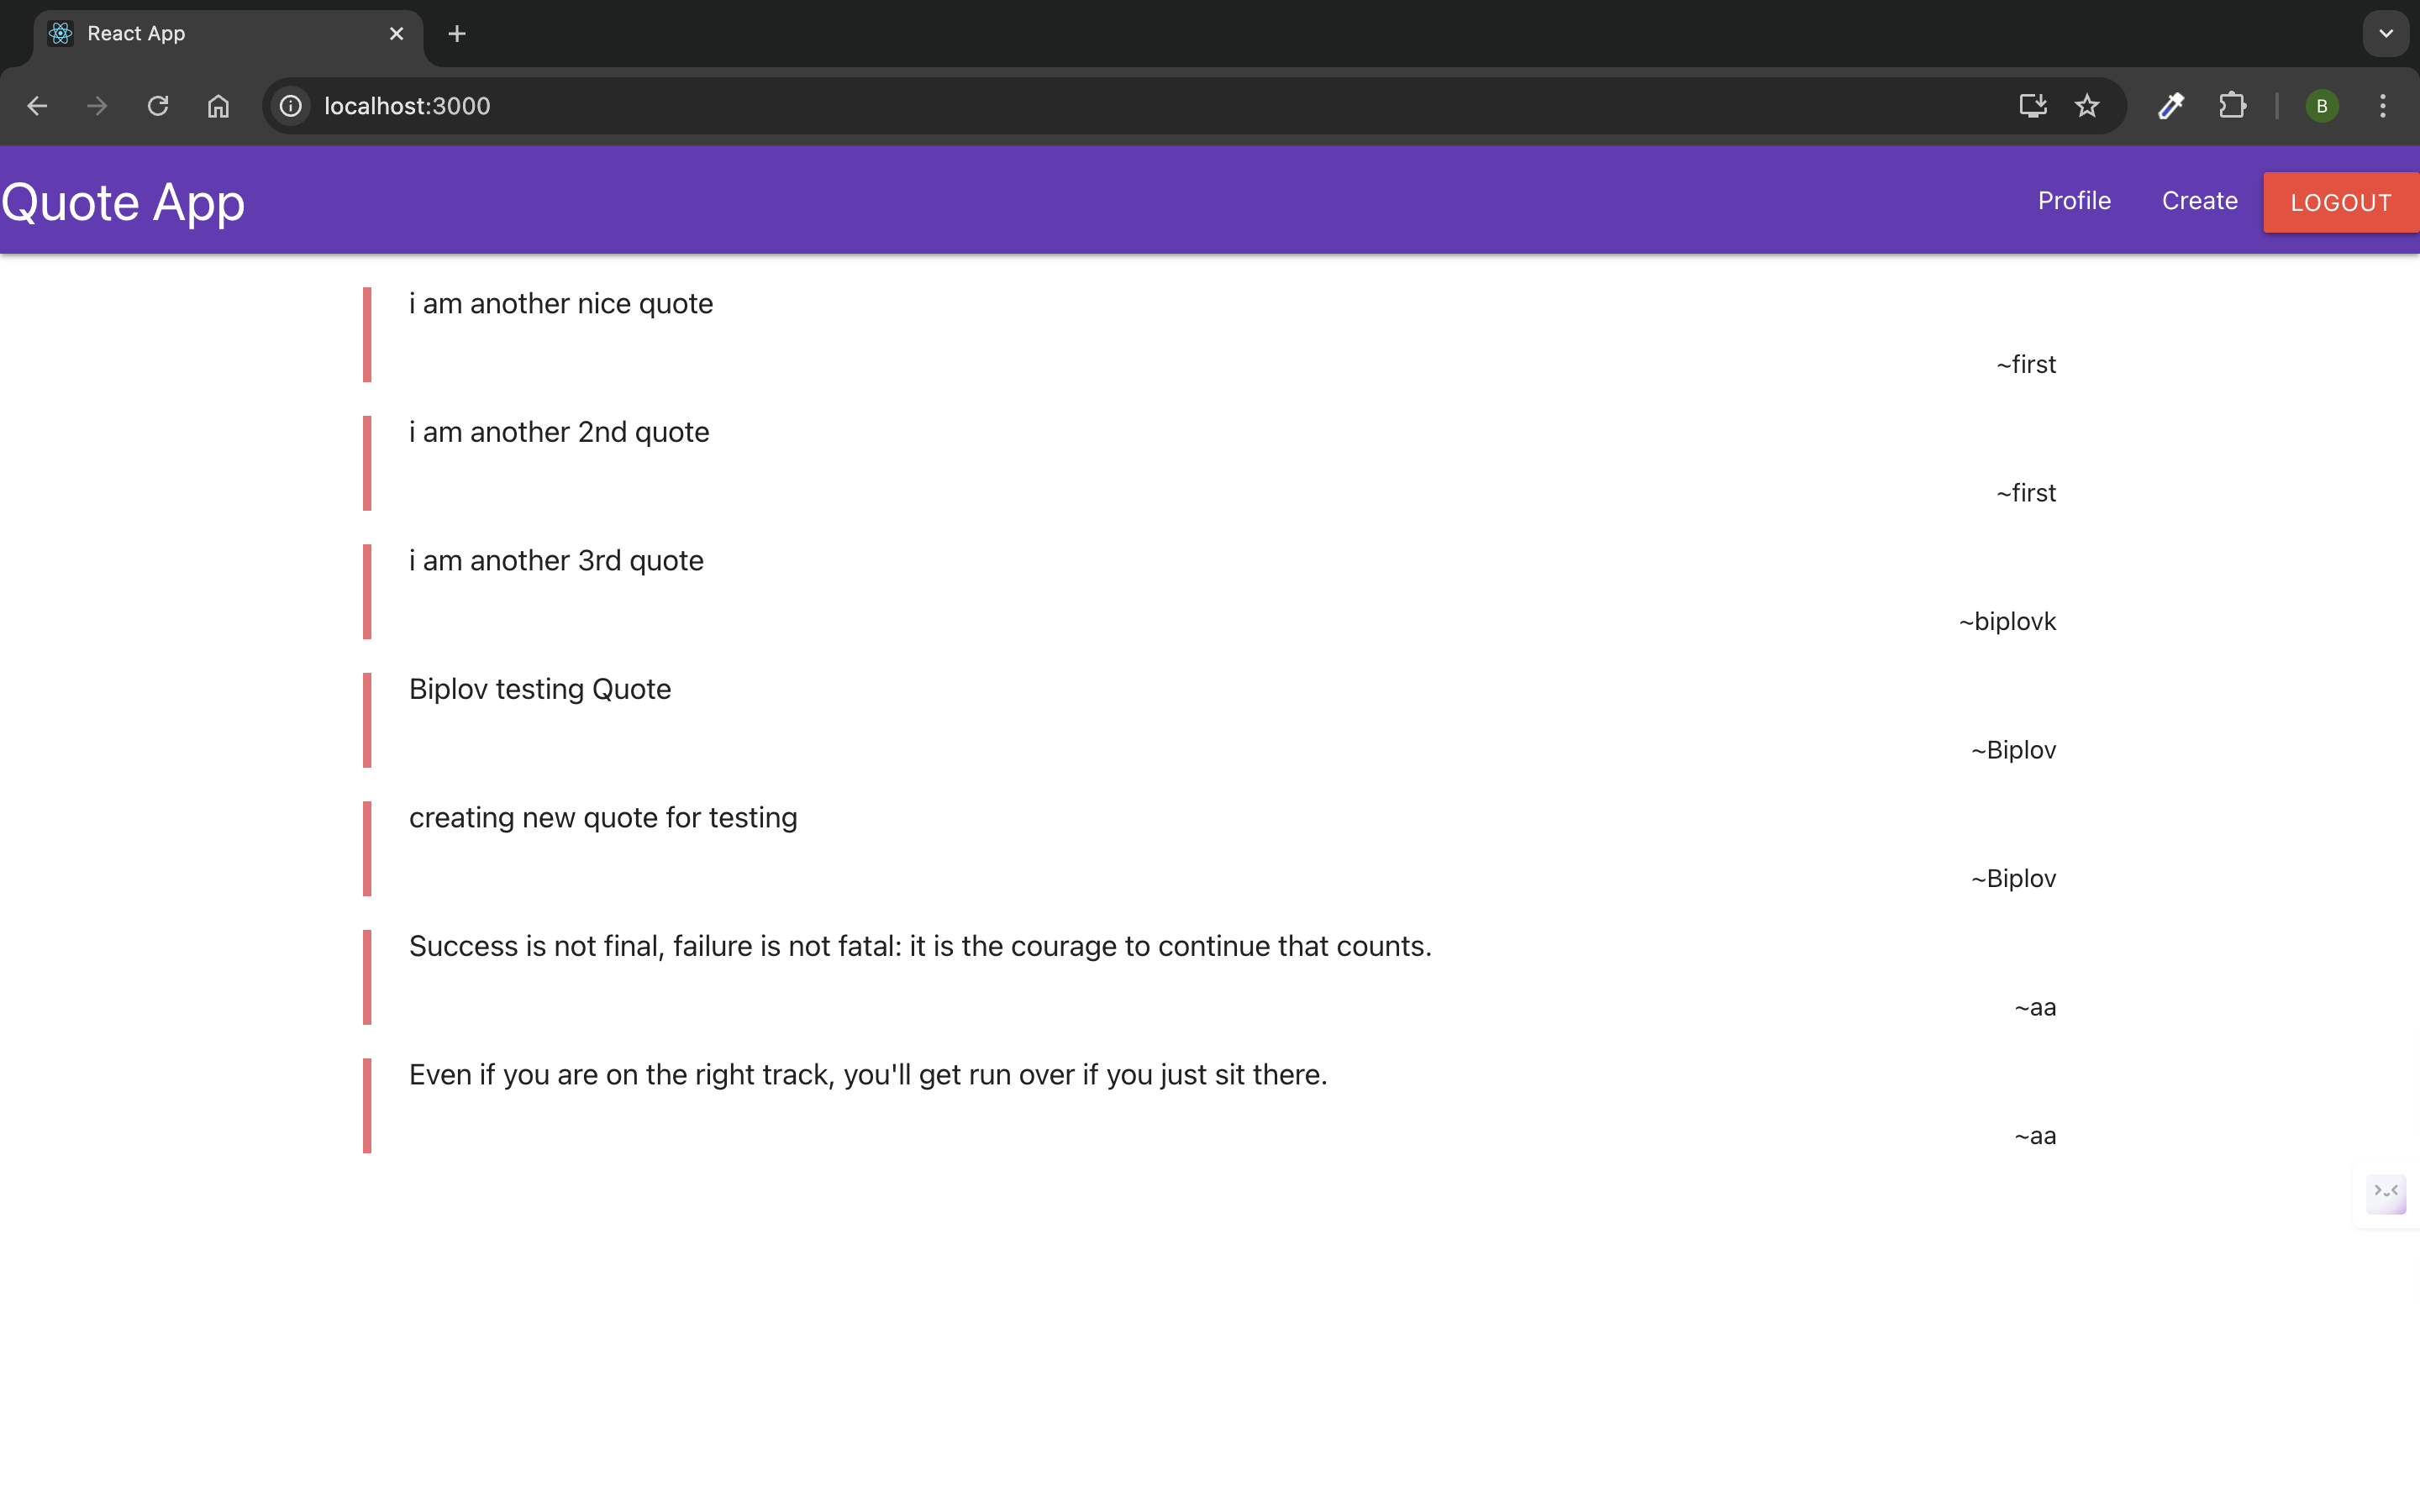 React App
localhost:3000
B
Quote App
Profile
Create
LOGOUT
i am another nice quote
~first
i am another 2nd quote
~first
i am another 3rd quote
~biplovk
Biplov testing Quote
~Biplov
creating new quote for testing
~Biplov
Success is not final, failure is not fatal: it is the courage to continue that counts.
~aa
Even if you are on the right track, you'll get run over if you just sit there.
~aa